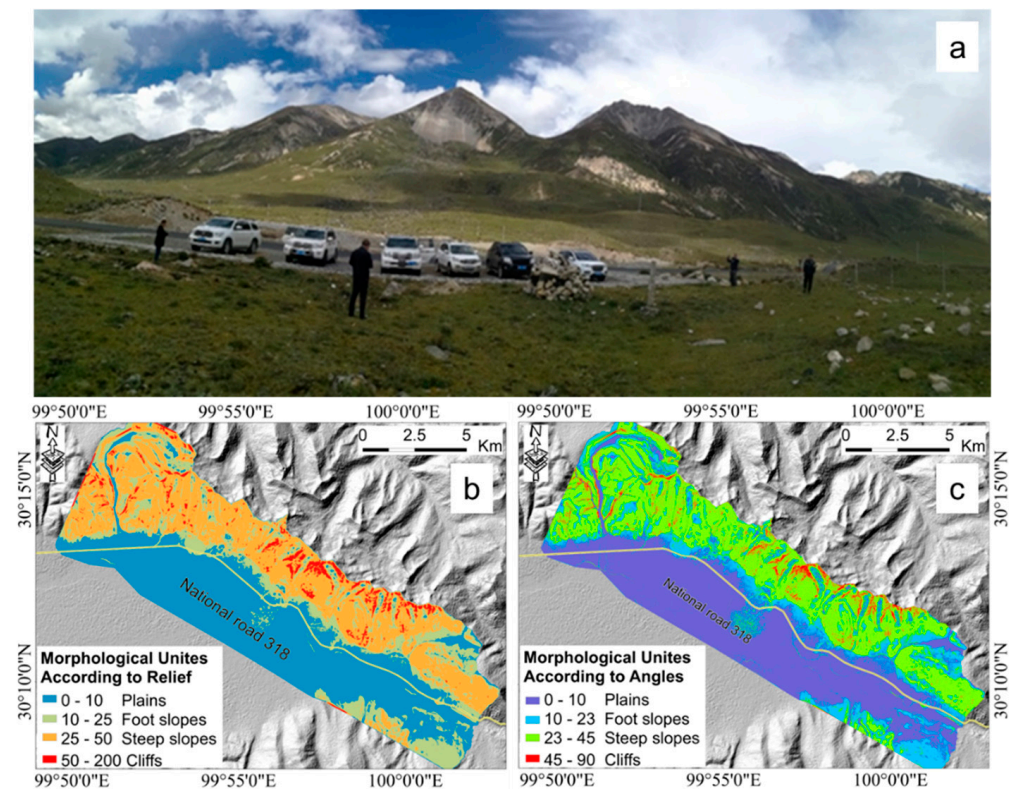 a
99°50'0"E 99°55'0"E 100°0'0"E 99°50'0"E 99°55'0"E 100°0'0"E
N 0 2.5 5 N 0 2.5 5
Km Km
b c
30°15'0"N 30°15'0"N
National road 318 National road 318
30°10'0"N 30°10'0"N
Morphological Unites
According to Relief
0 - 10 Plains
10 - 25 Foot slopes
25 - 50 Steep slopes
50 - 200 Cliffs
Morphological Unites
According to Angles
0 - 10 Plains
10 - 23 Foot slopes
23 - 45 Steep slopes
45 - 90 Cliffs
99°50'0"E 99°55'0"E 100°0'0"E 99°50'0"E 99°55'0"E 100°0'0"E